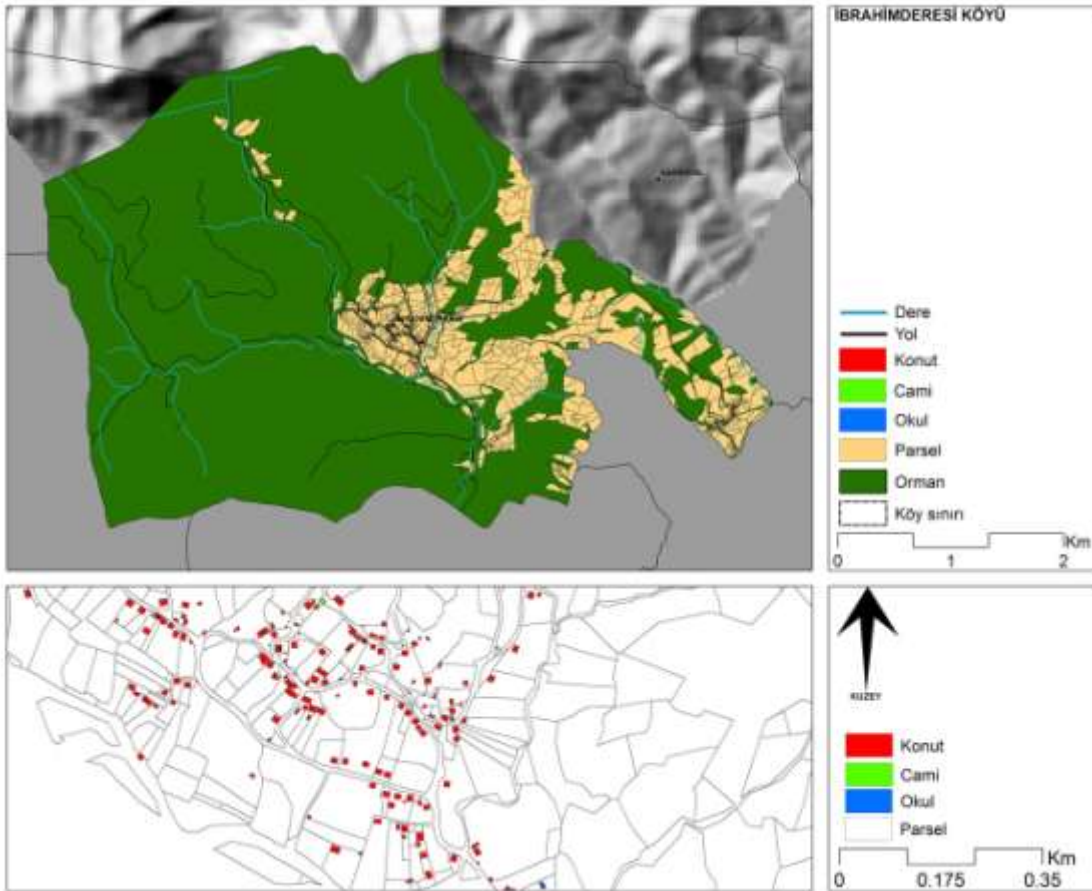 İBRAHİMDERESİ KÖYÜ
Dere
Yol
Konut
Cami
Okul
Parsel
Orman
Köy sınırı
Km
0 1 2
KUZEY
Konut
Cami
Okul
Parsel
Km
0 0.175 0.35